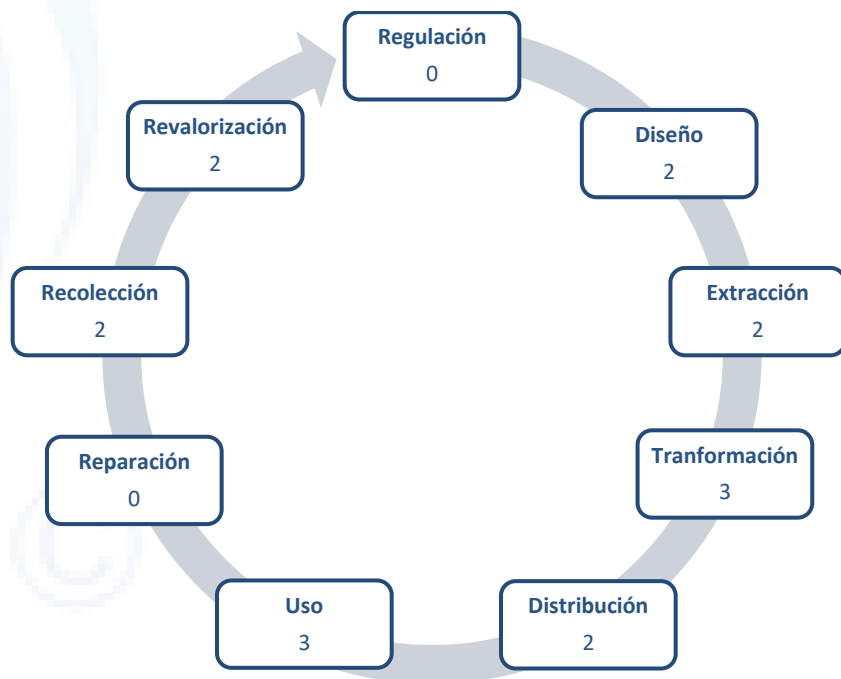 Regulación
0
Diseño
2
Extracción
2
Tranformación
3
Distribución
2
Uso
3
Reparación
0
Recolección
2
Revalorización
2